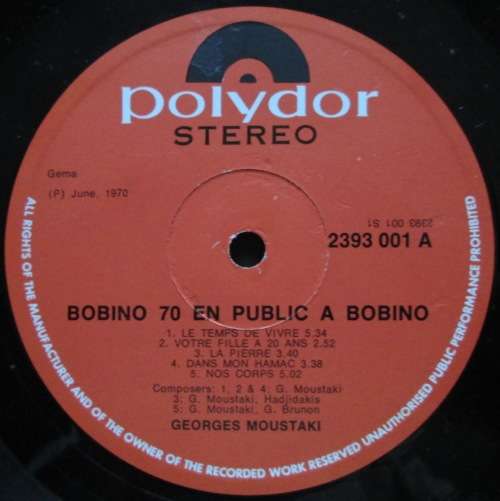 polydor
STEREO
Gema
(P) June, 1970
2393 001 S1
2393 001 A
BOBINO 70 EN PUBLIC A BOBINO
1. LE TEMPS DE VIVRE 5.34
2. VOTRE FILLE A 20 ANS 2.52
3. LA PIERRE 3.40
4. DANS MON HAMAC 3.38
5. NOS CORPS 5.02
Composers: 1, 2 & 4: G. Moustaki
3: G. Moustaki, Hadjidakis
5: G. Moustaki, G. Brunon
GEORGES MOUSTAKI
ALL RIGHTS OF THE MANUFACTURER AND OF THE OWNER OF THE RECORDED WORK RESERVED UNAUTHORISED PUBLIC PERFORMANCE PROHIBITED